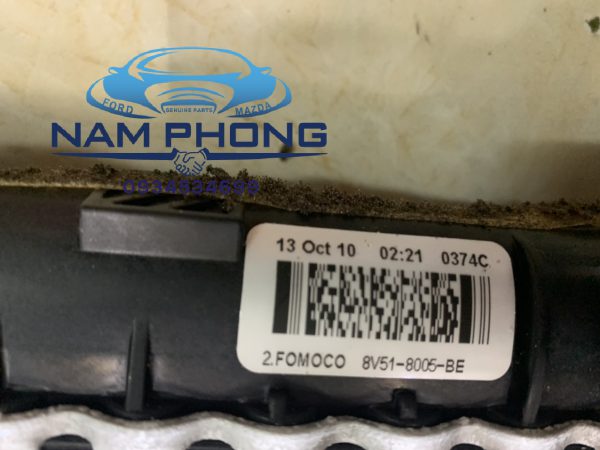 FORD GENUINE PARTS MAZDA
NAM PHONG
13 Oct 10 02:21 0374C
2.FOMOCO 8V51-8005-BE